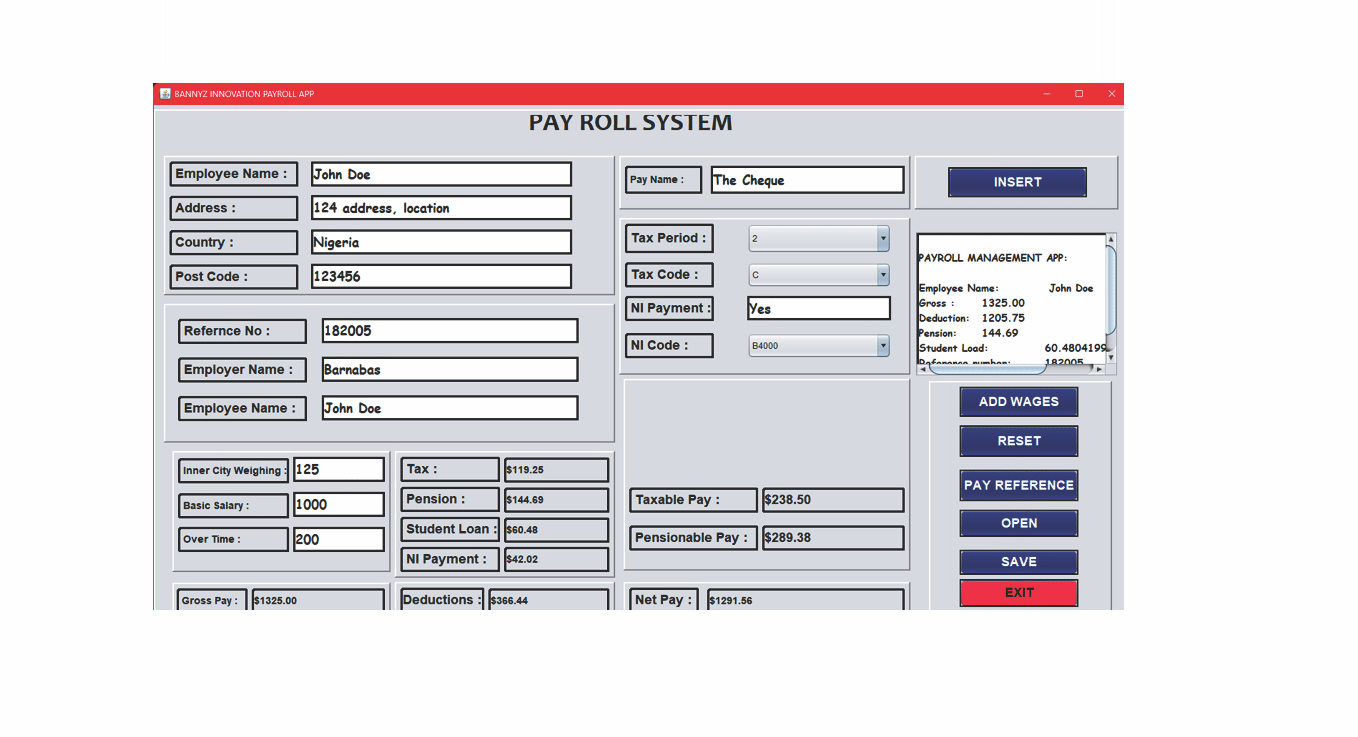 BANNYZ INNOVATION PAYROLL APP
PAY ROLL SYSTEM
Employee Name : John Doe
Address : 124 address, location
Country : Nigeria
Post Code : 123456
Refernce No : 182005
Employer Name : Barnabas
Employee Name : John Doe
Inner City Weighing : 125
Basic Salary : 1000
Over Time : 200
Tax : $119.25
Pension : $144.69
Student Loan : $60.48
NI Payment : $42.02
Gross Pay : $1325.00
Deductions : $366.44
Pay Name : The Cheque
Tax Period : 2
Tax Code : C
NI Payment : Yes
NI Code : B4000
Taxable Pay : $238.50
Pensionable Pay : $289.38
Net Pay : $1291.56
INSERT
PAYROLL MANAGEMENT APP:
Employee Name: John Doe
Gross : 1325.00
Deduction: 1205.75
Pension: 144.69
Student Load: 60.4804199
Reference number: 182005
ADD WAGES
RESET
PAY REFERENCE
OPEN
SAVE
EXIT